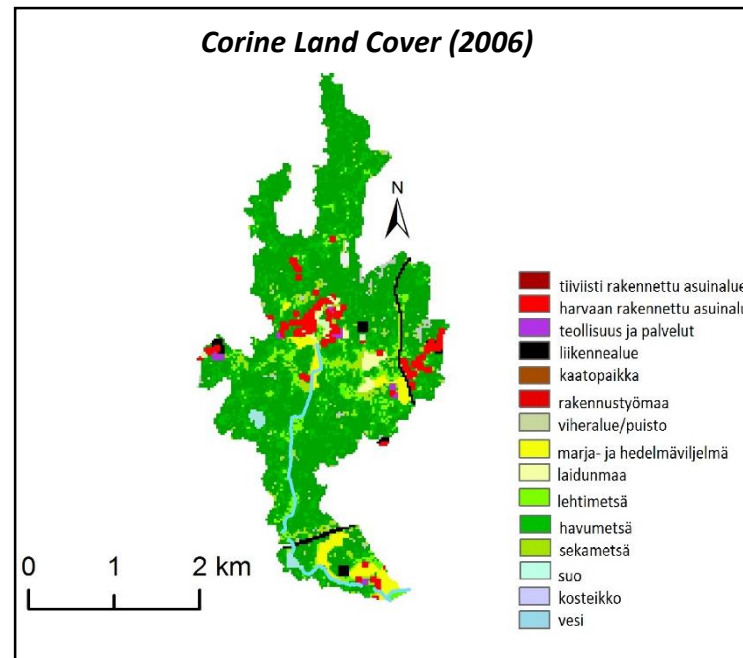 Corine Land Cover (2006)
N
tiiviisti rakennettu asuinalue
harvaan rakennettu asuinalu
teollisuus ja palvelut
liikennealue
kaatopaikka
rakennustyömaa
viheralue/puisto
marja- ja hedelmäviljelmä
laidunmaa
lehtimetsä
havumetsä
sekametsä
suo
kosteikko
vesi
0 1 2 km